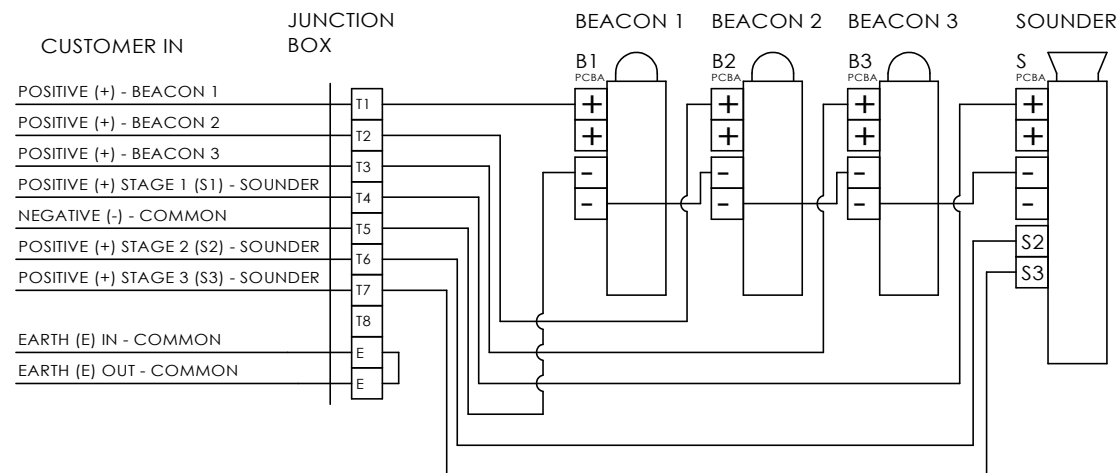 CUSTOMER IN
JUNCTION
BOX
BEACON 1
BEACON 2
BEACON 3
SOUNDER
B1
PCBA
B2
PCBA
B3
PCBA
S
PCBA
POSITIVE (+) - BEACON 1
T1
POSITIVE (+) - BEACON 2
T2
POSITIVE (+) - BEACON 3
T3
POSITIVE (+) STAGE 1 (S1) - SOUNDER
T4
NEGATIVE (-) - COMMON
T5
POSITIVE (+) STAGE 2 (S2) - SOUNDER
T6
POSITIVE (+) STAGE 3 (S3) - SOUNDER
T7
T8
EARTH (E) IN - COMMON
E
EARTH (E) OUT - COMMON
E
+
+
-
-
+
+
-
-
+
+
-
-
+
+
-
-
S2
S3